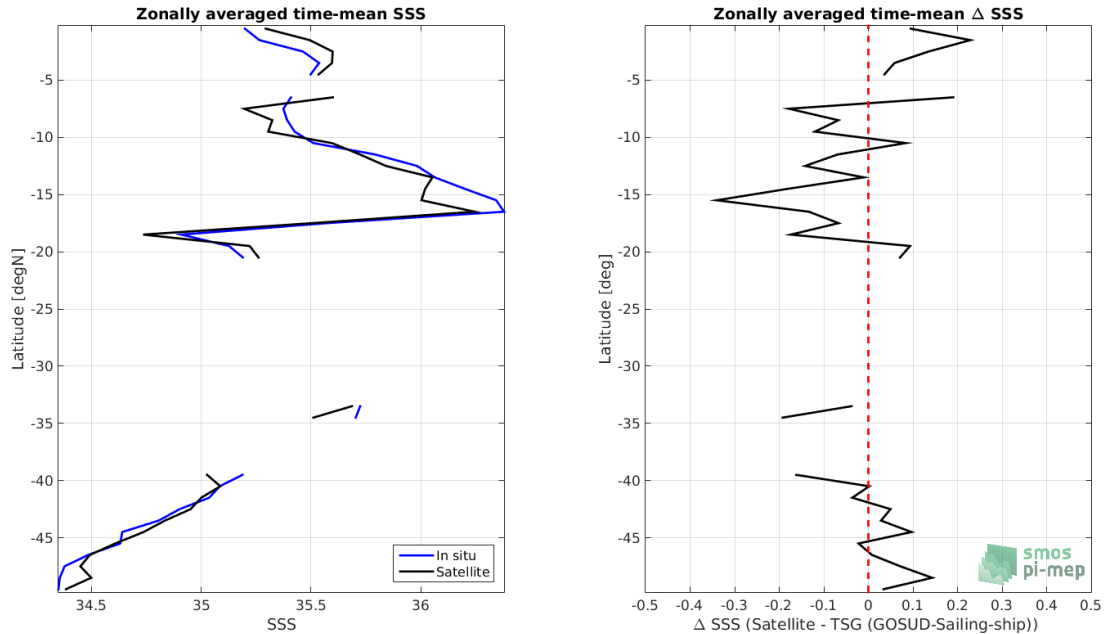 Zonally averaged time-mean SSS
-5
-10
-15
-20
-25
-30
-35
-40
-45
Latitude [degN]
34.5 35 35.5 36
SSS
In situ
Satellite
Zonally averaged time-mean Δ SSS
-5
-10
-15
-20
-25
-30
-35
-40
-45
Latitude [deg]
-0.5 -0.4 -0.3 -0.2 -0.1 0 0.1 0.2 0.3 0.4 0.5
Δ SSS (Satellite - TSG (GOSUD-Sailing-ship))
smos
pi-mep